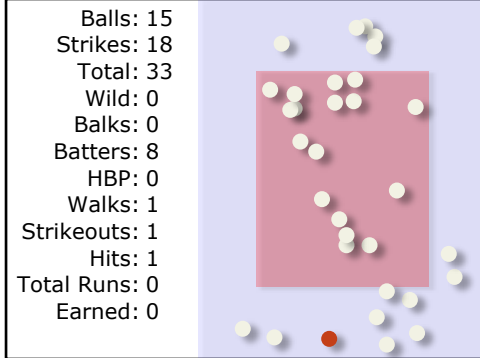 Balls: 15
Strikes: 18
Total: 33
Wild: 0
Balks: 0
Batters: 8
HBP: 0
Walks: 1
Strikeouts: 1
Hits: 1
Total Runs: 0
Earned: 0